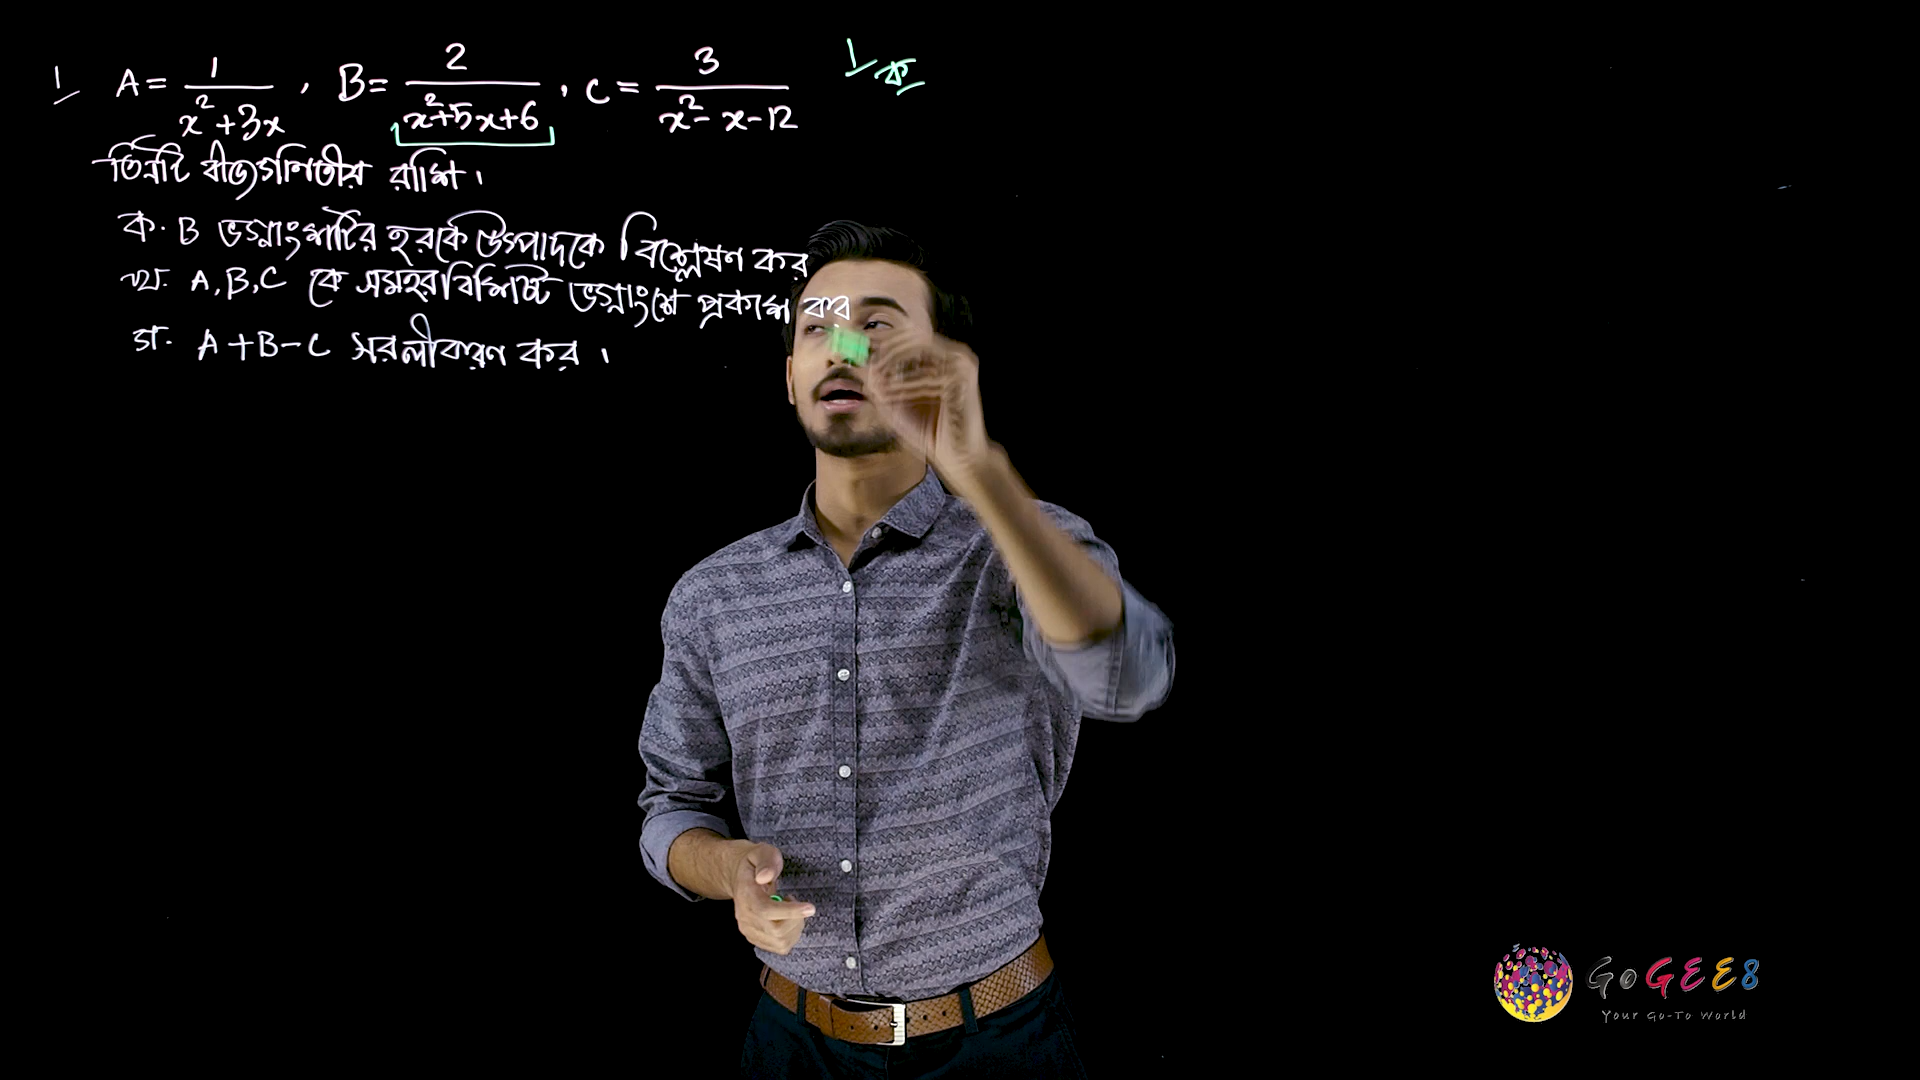 ১ A = 1/(x²+3x) , B = 2/(x²+5x+6) , C = 3/(x²-x-12) ১ ক
তিনটি বীজগণিতীয় রাশি।
ক. B ভগ্নাংশটির হরকে উৎপাদকে বিশ্লেষণ কর
খ. A, B, C কে সমহরবিশিষ্ট ভগ্নাংশে প্রকাশ কর
গ. A+B-C সরলীকরণ কর।
GOGEE8
Your Go-To World